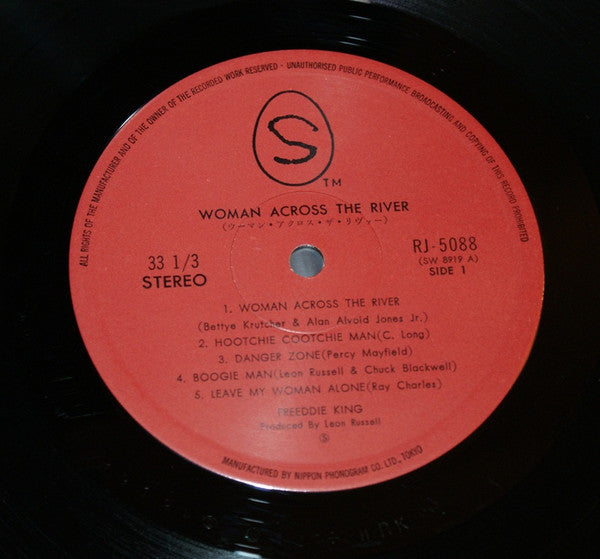 ALL RIGHTS OF THE MANUFACTURER AND OF THE OWNER OF THE RECORDED WORK RESERVED · UNAUTHORISED PUBLIC PERFORMANCE BROADCASTING AND COPYING OF THIS RECORD PROHIBITED
S
TM
WOMAN ACROSS THE RIVER
(ウーマン・アクロス・ザ・リヴァー)
33 1/3
STEREO
RJ-5088
(SW 8919 A)
SIDE 1
1. WOMAN ACROSS THE RIVER
(Bettye Krutcher & Alan Alvoid Jones Jr.)
2. HOOTCHIE COOTCHIE MAN(C. Long)
3. DANGER ZONE(Percy Mayfield)
4. BOOGIE MAN(Leon Russell & Chuck Blackwell)
5. LEAVE MY WOMAN ALONE(Ray Charles)
FREEDDIE KING
Produced By Leon Russell
Ⓢ
MANUFACTURED BY NIPPON PHONOGRAM CO. LTD., TOKYO